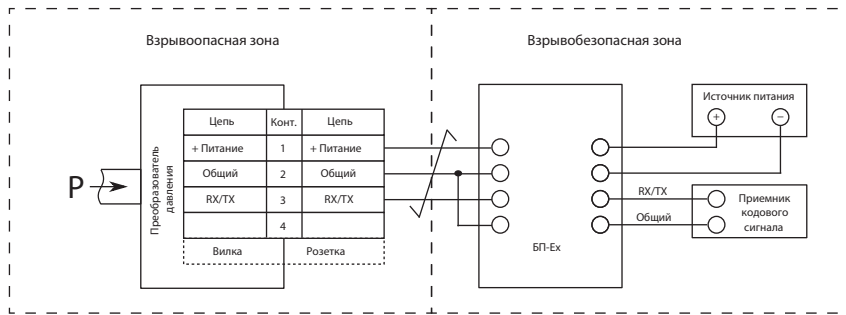 Взрывоопасная зона
Взрывобезопасная зона
P
Преобразователь
давления
Цепь Конт. Цепь
+ Питание 1 + Питание
Общий 2 Общий
RX/TX 3 RX/TX
4
Вилка Розетка
БП-Ex
Источник питания
+ −
RX/TX
Общий
Приемник
кодового
сигнала